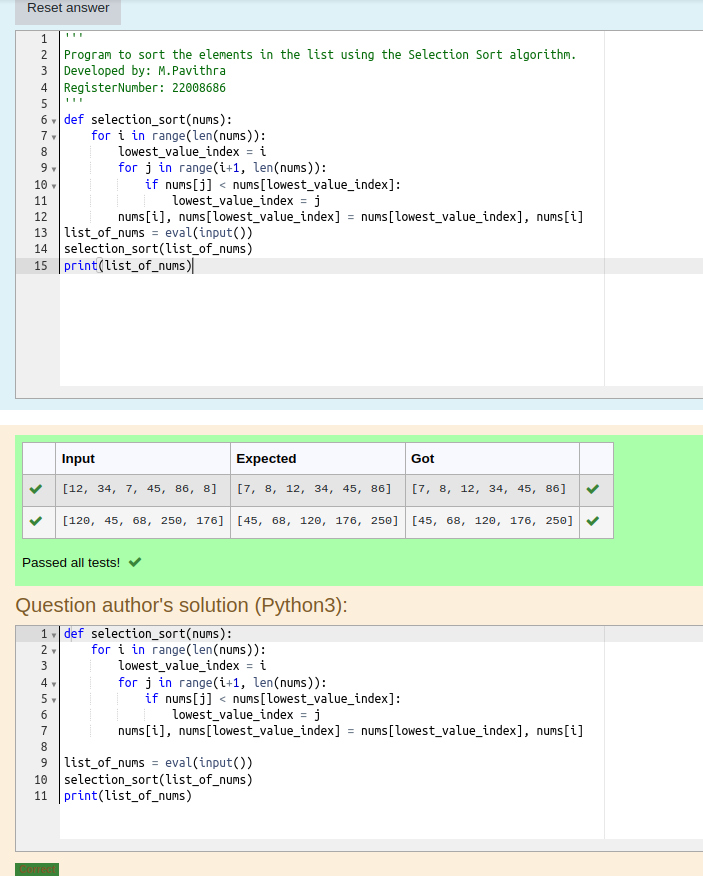 Reset answer
1 '''
2 Program to sort the elements in the list using the Selection Sort algorithm.
3 Developed by: M.Pavithra
4 RegisterNumber: 22008686
5 '''
6 def selection_sort(nums):
7     for i in range(len(nums)):
8         lowest_value_index = i
9         for j in range(i+1, len(nums)):
10             if nums[j] < nums[lowest_value_index]:
11                 lowest_value_index = j
12         nums[i], nums[lowest_value_index] = nums[lowest_value_index], nums[i]
13 list_of_nums = eval(input())
14 selection_sort(list_of_nums)
15 print(list_of_nums)
Input Expected Got
[12, 34, 7, 45, 86, 8] [7, 8, 12, 34, 45, 86] [7, 8, 12, 34, 45, 86]
[120, 45, 68, 250, 176] [45, 68, 120, 176, 250] [45, 68, 120, 176, 250]
Passed all tests!
Question author's solution (Python3):
1 def selection_sort(nums):
2     for i in range(len(nums)):
3         lowest_value_index = i
4         for j in range(i+1, len(nums)):
5             if nums[j] < nums[lowest_value_index]:
6                 lowest_value_index = j
7         nums[i], nums[lowest_value_index] = nums[lowest_value_index], nums[i]
8
9 list_of_nums = eval(input())
10 selection_sort(list_of_nums)
11 print(list_of_nums)